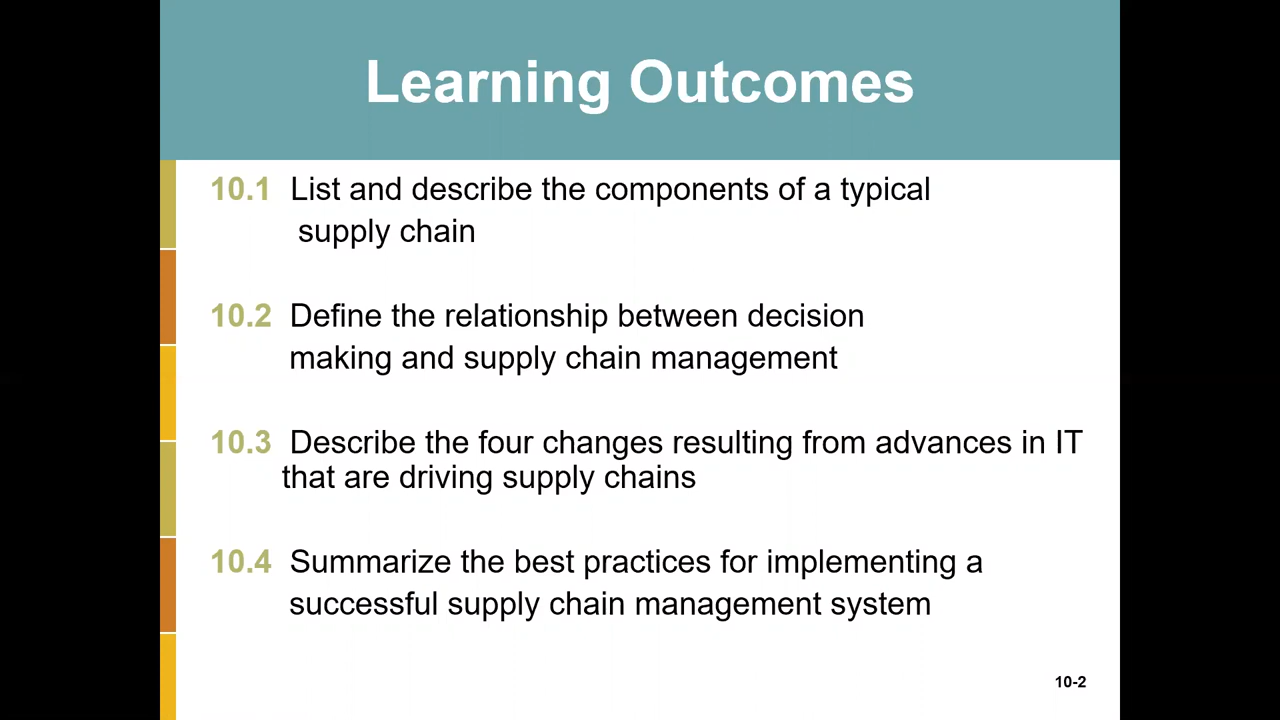 Learning Outcomes
10.1 List and describe the components of a typical
supply chain
10.2 Define the relationship between decision
making and supply chain management
10.3 Describe the four changes resulting from advances in IT
that are driving supply chains
10.4 Summarize the best practices for implementing a
successful supply chain management system
10-2